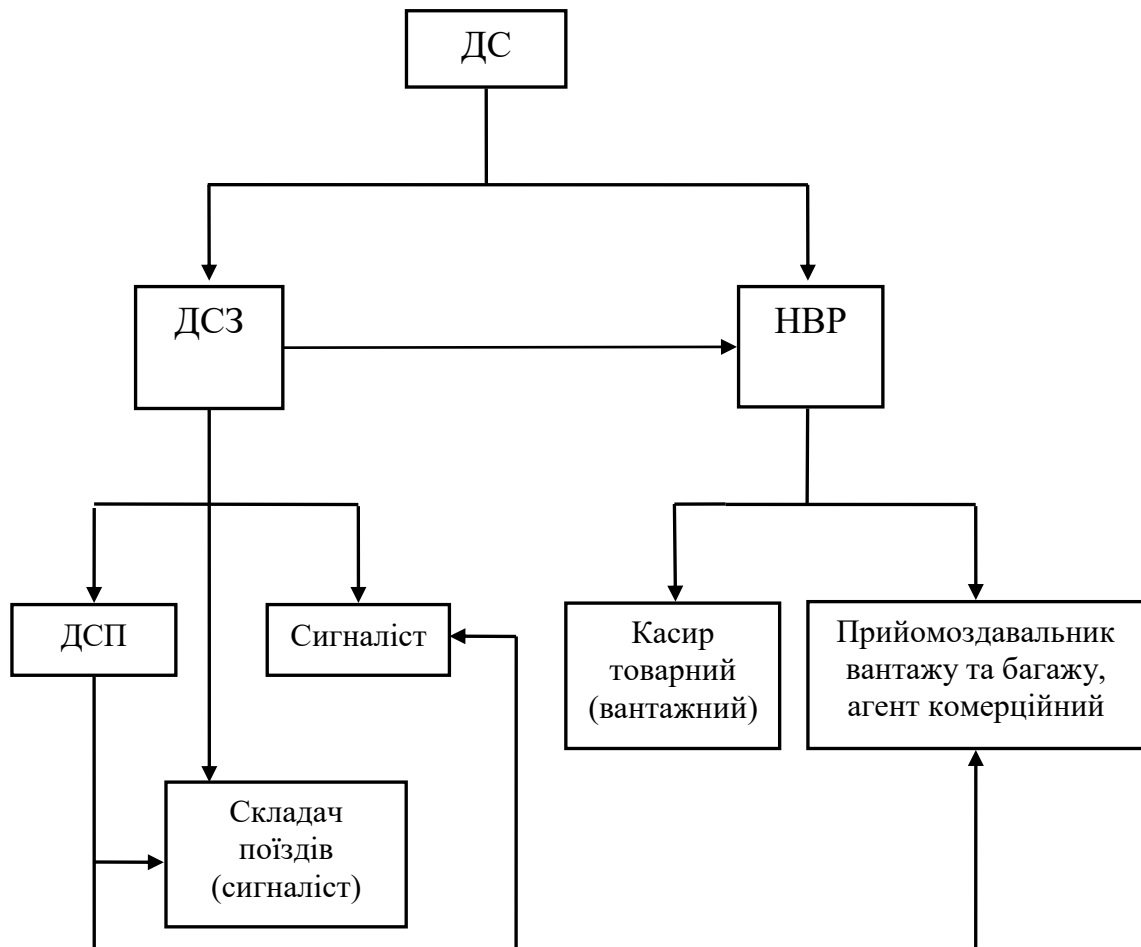 ДС
ДСЗ
НВР
ДСП
Сигналіст
Касир
товарний
(вантажний)
Прийомоздавальник
вантажу та багажу,
агент комерційний
Складач
поїздів
(сигналіст)